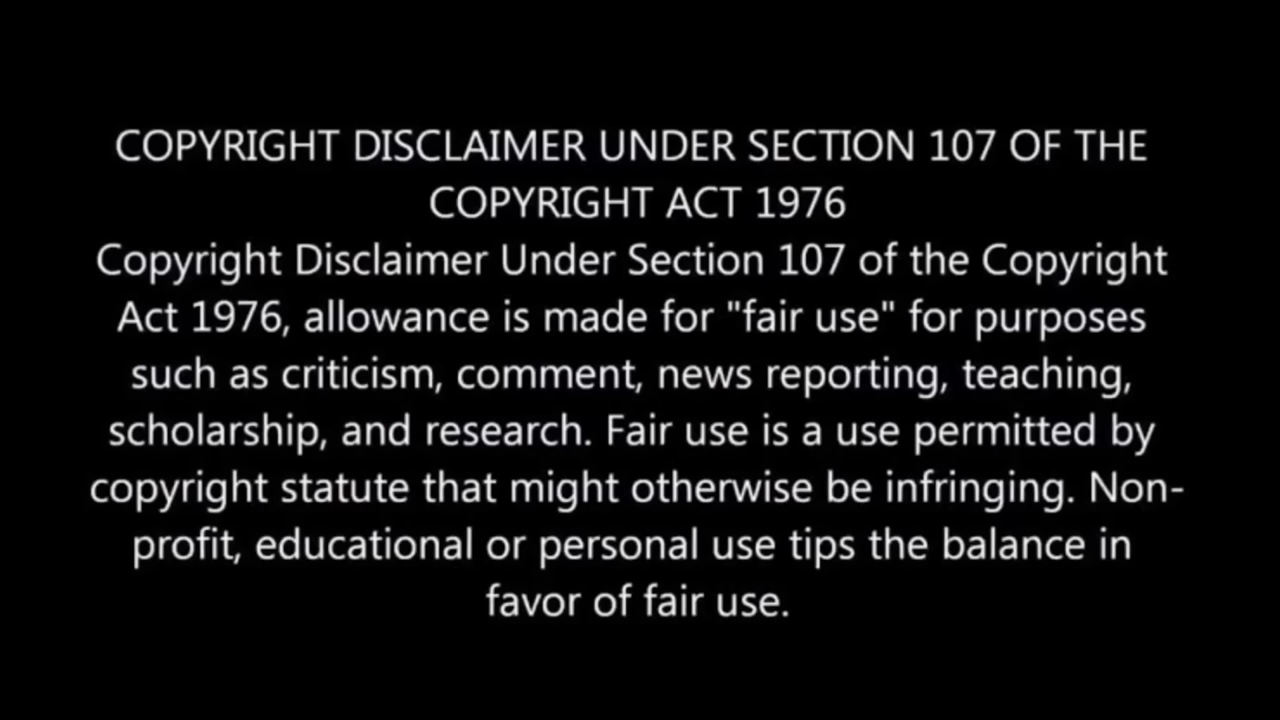 COPYRIGHT DISCLAIMER UNDER SECTION 107 OF THE
COPYRIGHT ACT 1976
Copyright Disclaimer Under Section 107 of the Copyright
Act 1976, allowance is made for "fair use" for purposes
such as criticism, comment, news reporting, teaching,
scholarship, and research. Fair use is a use permitted by
copyright statute that might otherwise be infringing. Non-
profit, educational or personal use tips the balance in
favor of fair use.